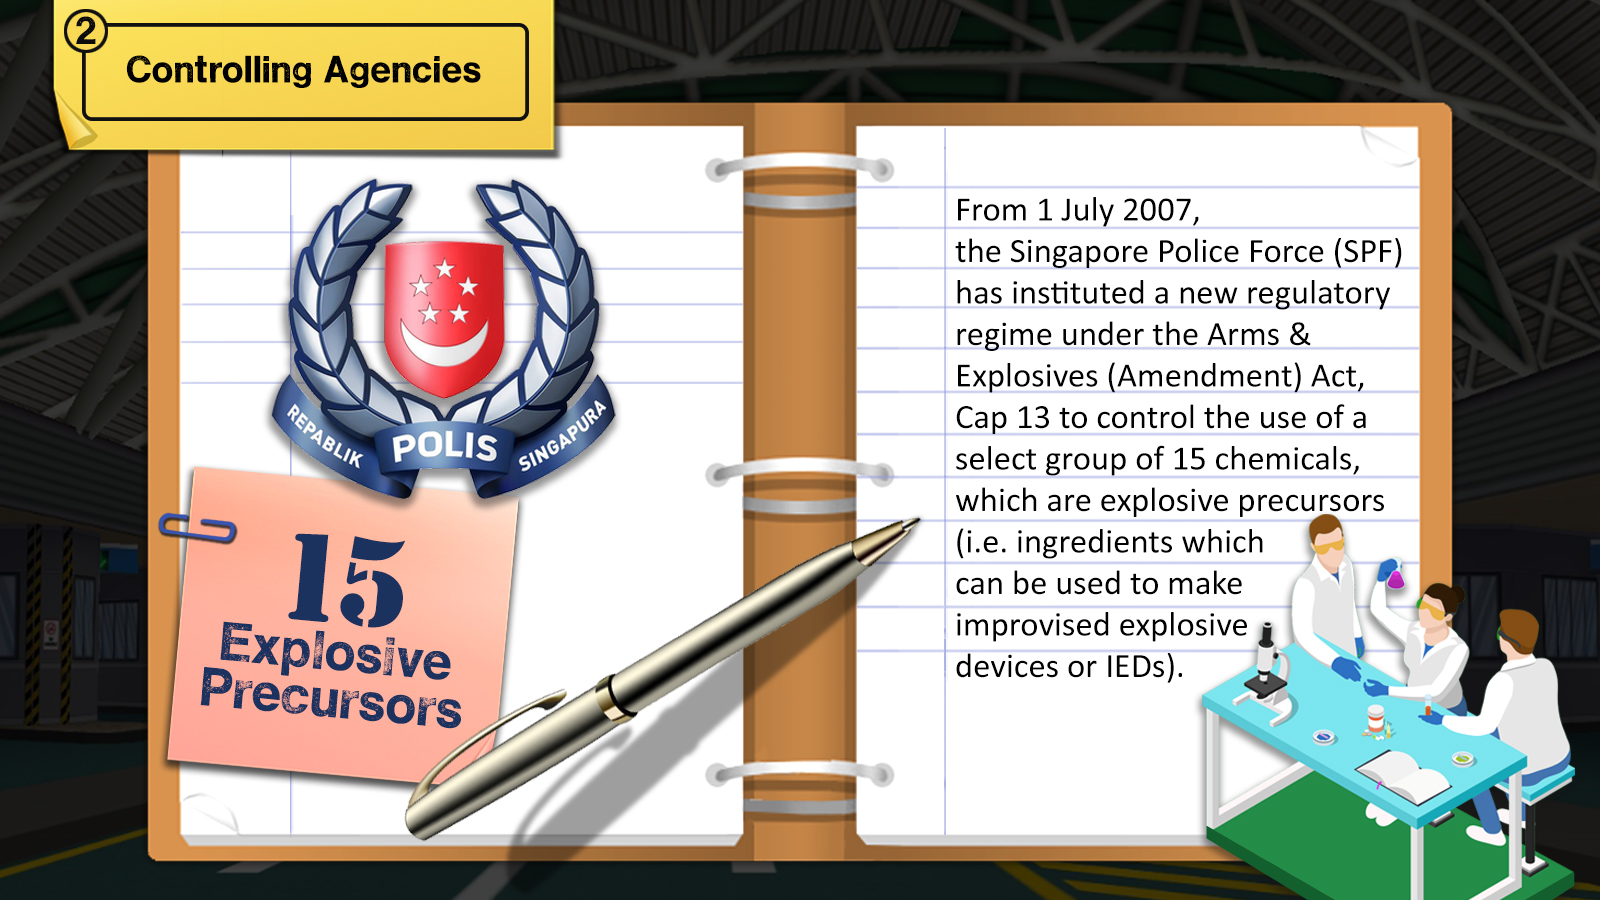 2
Controlling Agencies
REPABLIK
POLIS
SINGAPURA
15
Explosive
Precursors
From 1 July 2007,
the Singapore Police Force (SPF)
has instituted a new regulatory
regime under the Arms &
Explosives (Amendment) Act,
Cap 13 to control the use of a
select group of 15 chemicals,
which are explosive precursors
(i.e. ingredients which
can be used to make
improvised explosive
devices or IEDs).